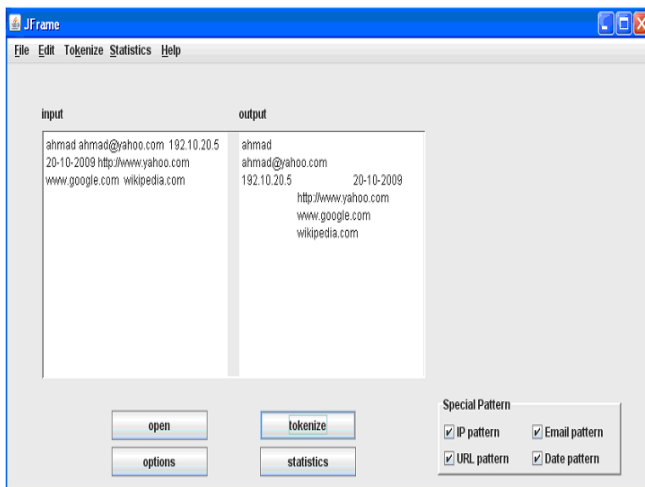 JFrame
File Edit Tokenize Statistics Help
input output
ahmad ahmad@yahoo.com 192.10.20.5
20-10-2009 http://www.yahoo.com
www.google.com wikipedia.com
ahmad
ahmad@yahoo.com
192.10.20.5 20-10-2009
http://www.yahoo.com
www.google.com
wikipedia.com
open tokenize
options statistics
Special Pattern
IP pattern Email pattern
URL pattern Date pattern